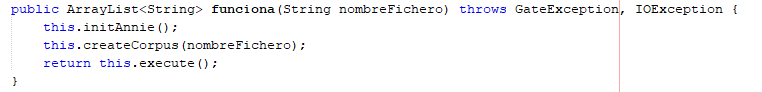 public ArrayList<String> funciona(String nombreFichero) throws GateException, IOException {
    this.initAnnie();
    this.createCorpus(nombreFichero);
    return this.execute();
}